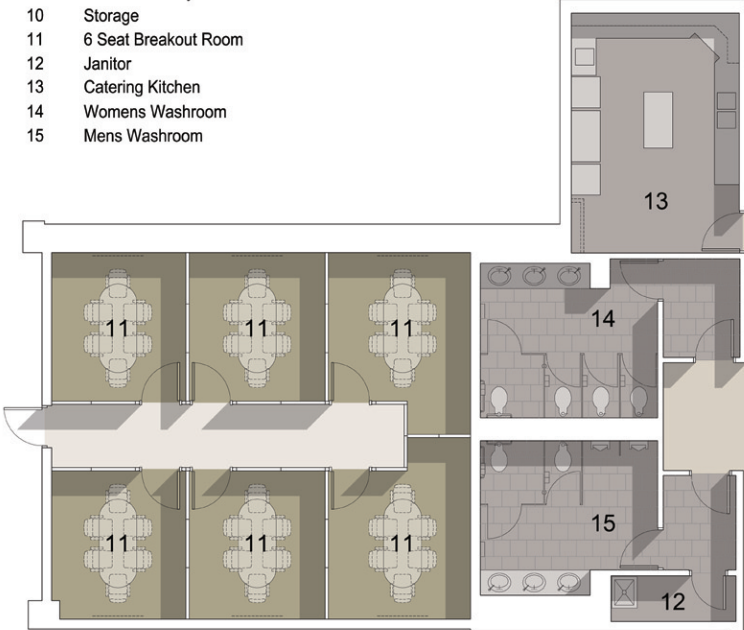 10 Storage
11 6 Seat Breakout Room
12 Janitor
13 Catering Kitchen
14 Womens Washroom
15 Mens Washroom
13
14
11 11 11
11 11 11
15
12